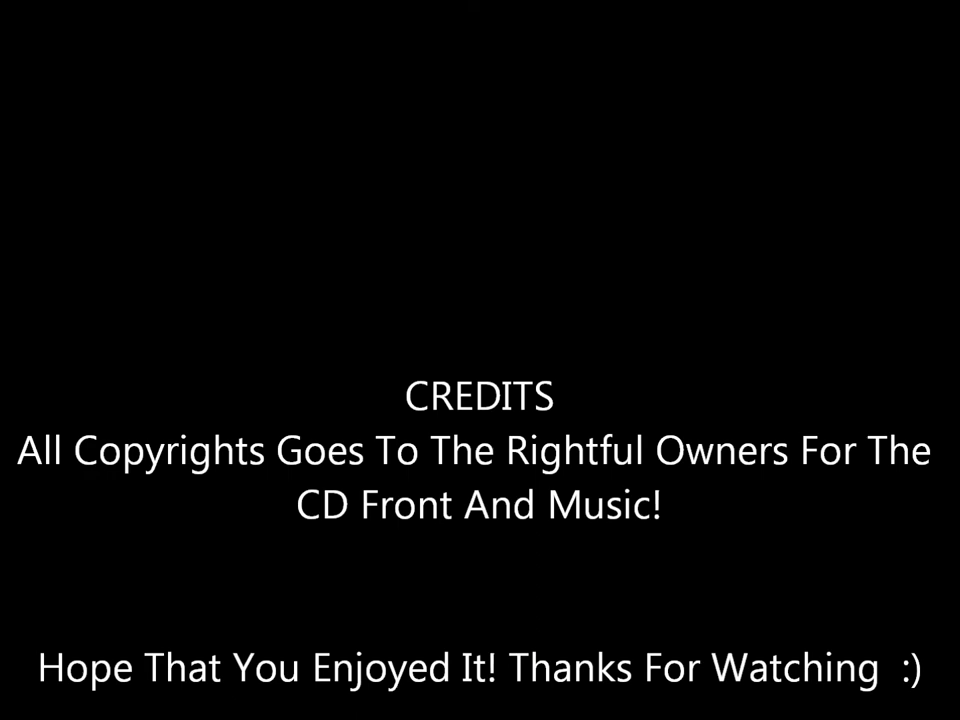 CREDITS
All Copyrights Goes To The Rightful Owners For The
CD Front And Music!
Hope That You Enjoyed It! Thanks For Watching  :)